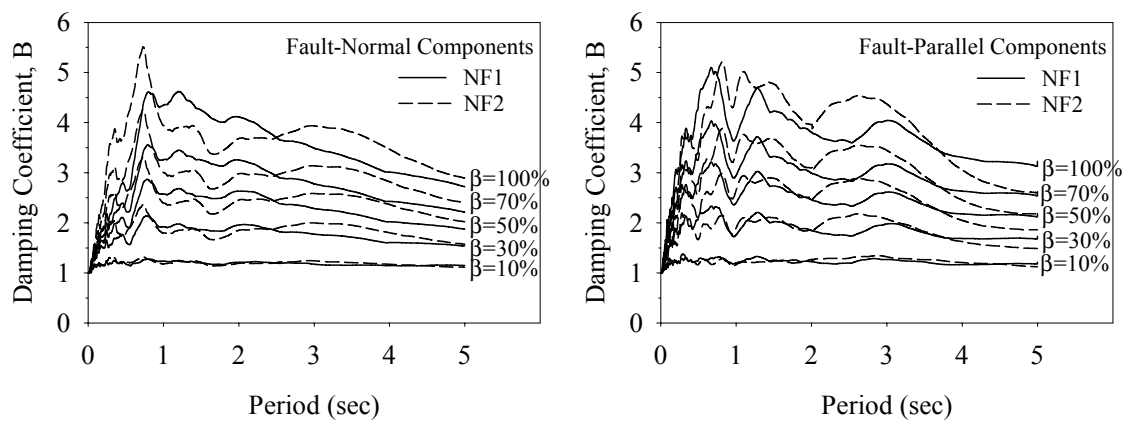 Damping Coefficient, B
6
5
4
3
2
1
0
Fault-Normal Components
NF1
NF2
β=100%
β=70%
β=50%
β=30%
β=10%
0 1 2 3 4 5
Period (sec)
Damping Coefficient, B
6
5
4
3
2
1
0
Fault-Parallel Components
NF1
NF2
β=100%
β=70%
β=50%
β=30%
β=10%
0 1 2 3 4 5
Period (sec)